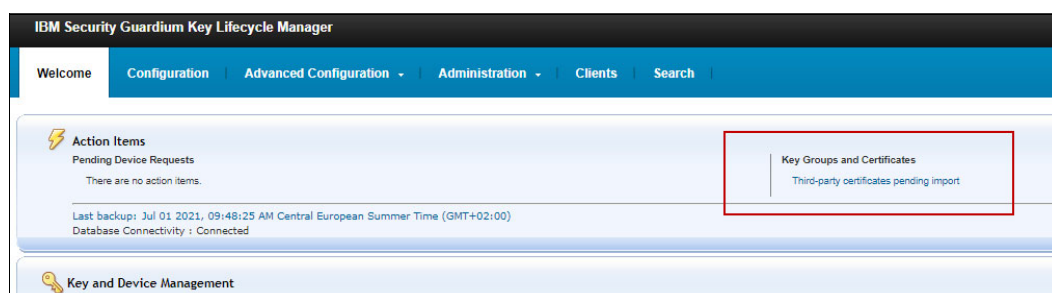 IBM Security Guardium Key Lifecycle Manager
Welcome Configuration Advanced Configuration Administration Clients Search
Action Items
Pending Device Requests
There are no action items.
Key Groups and Certificates
Third-party certificates pending import
Last backup: Jul 01 2021, 09:48:25 AM Central European Summer Time (GMT+02:00)
Database Connectivity : Connected
Key and Device Management